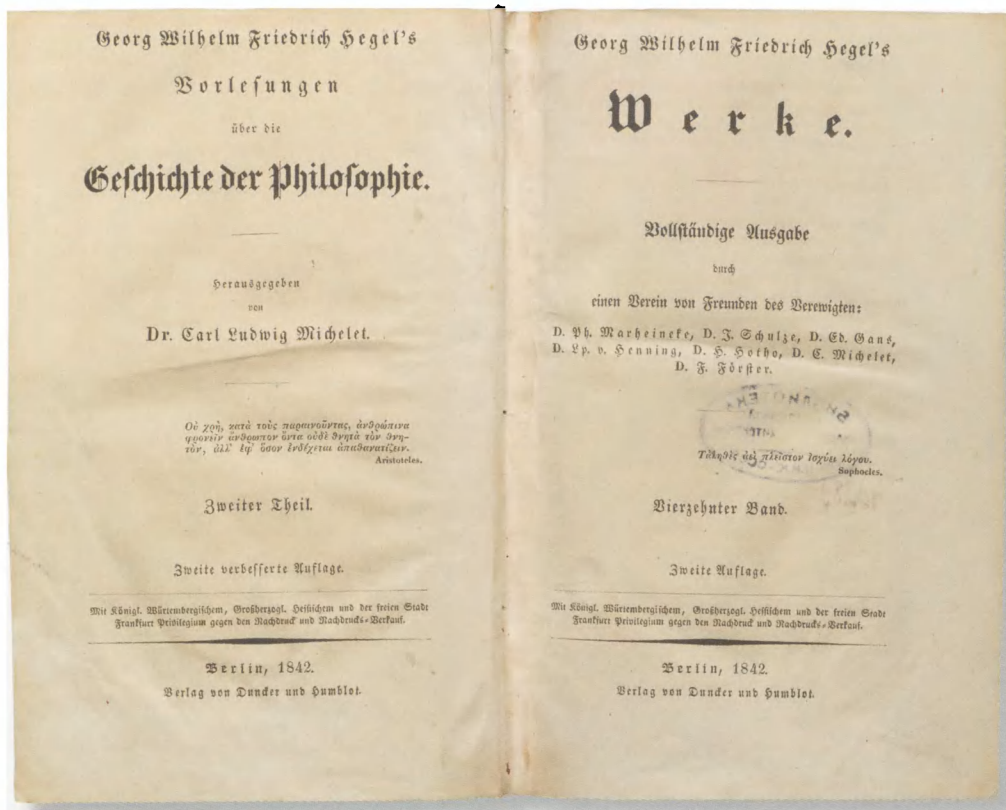 Georg Wilhelm Friedrich Hegel's
Vorlesungen
über die
Geschichte der Philosophie.
Herausgegeben
von
Dr. Carl Ludwig Michelet.
Οὐ χρὴ, κατὰ τοὺς παραινοῦντας, ἀνθρώπινα
φρονεῖν ἄνθρωπον ὄντα οὐδὲ θνητὰ τὸν θνη-
τὸν, ἀλλ' ἐφ' ὅσον ἐνδέχεται ἀπαθανατίζειν.
Aristoteles.
Zweiter Theil.
Zweite verbesserte Auflage.
Mit Königl. Würtembergischem, Großherzogl. Hessischem und der freien Stadt
Frankfurt Privilegium gegen den Nachdruck und Nachdrucks-Verkauf.
Berlin, 1842.
Verlag von Duncker und Humblot.
Georg Wilhelm Friedrich Hegel's
Werke.
Vollständige Ausgabe
durch
einen Verein von Freunden des Verewigten:
D. Ph. Marheineke, D. J. Schulze, D. Ed. Gans,
D. Lp. v. Henning, D. H. Hotho, D. C. Michelet,
D. F. Förster.
Τἀληθὲς ἀεὶ πλεῖστον ἰσχύει λόγου.
Sophocles.
Vierzehnter Band.
Zweite Auflage.
Mit Königl. Würtembergischem, Großherzogl. Hessischem und der freien Stadt
Frankfurt Privilegium gegen den Nachdruck und Nachdrucks-Verkauf.
Berlin, 1842.
Verlag von Duncker und Humblot.